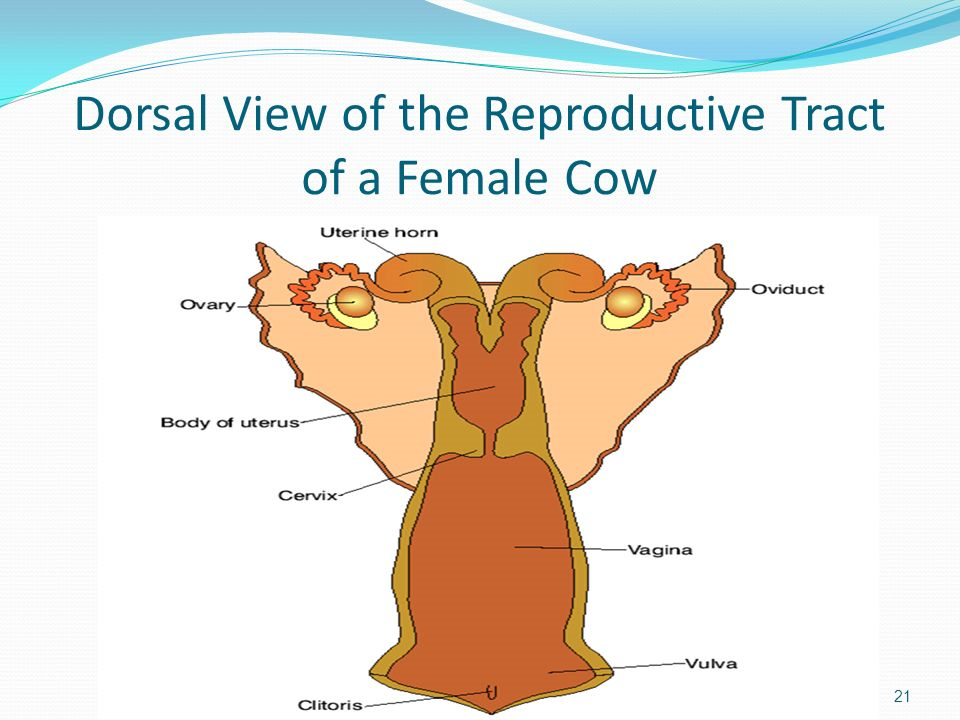 Dorsal View of the Reproductive Tract
of a Female Cow
Uterine horn
Ovary
Oviduct
Body of uterus
Cervix
Vagina
Vulva
Clitoris
21